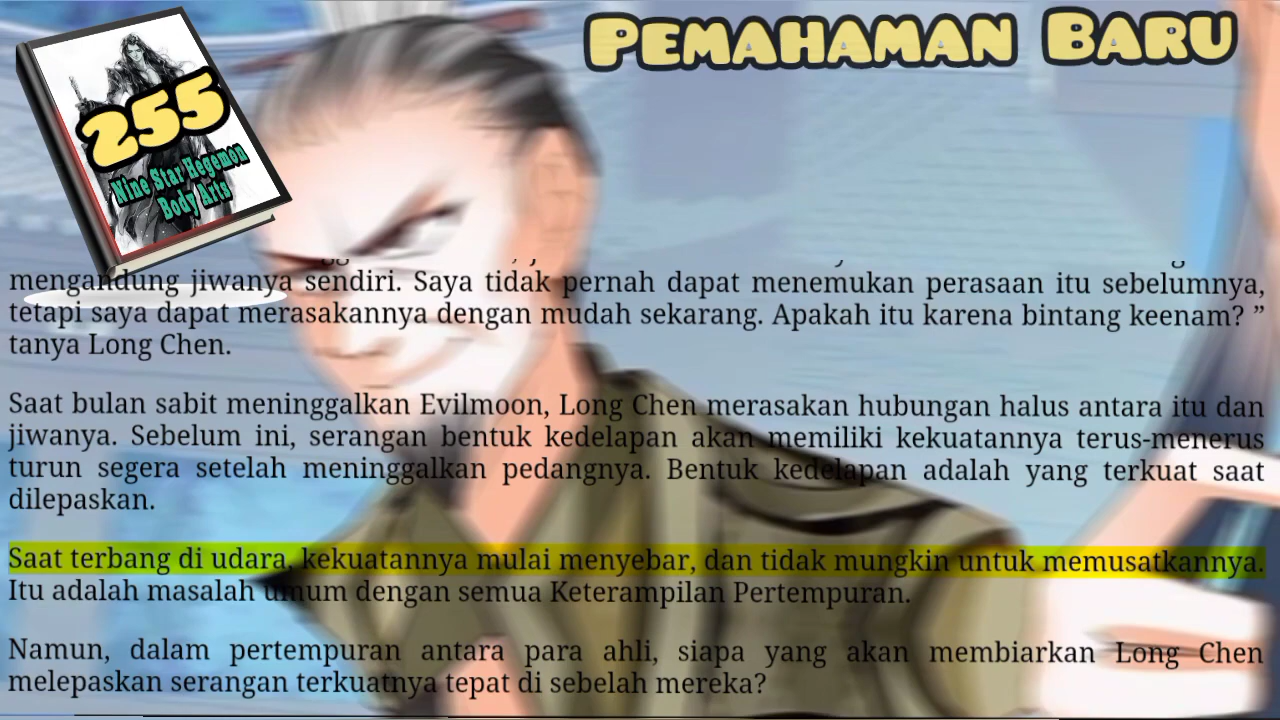 Pemahaman Baru
255
Nine Star Hegemon
Body Arts
mengandung jiwanya sendiri. Saya tidak pernah dapat menemukan perasaan itu sebelumnya,
tetapi saya dapat merasakannya dengan mudah sekarang. Apakah itu karena bintang keenam? ”
tanya Long Chen.
Saat bulan sabit meninggalkan Evilmoon, Long Chen merasakan hubungan halus antara itu dan
jiwanya. Sebelum ini, serangan bentuk kedelapan akan memiliki kekuatannya terus-menerus
turun segera setelah meninggalkan pedangnya. Bentuk kedelapan adalah yang terkuat saat
dilepaskan.
Saat terbang di udara, kekuatannya mulai menyebar, dan tidak mungkin untuk memusatkannya.
Itu adalah masalah umum dengan semua Keterampilan Pertempuran.
Namun, dalam pertempuran antara para ahli, siapa yang akan membiarkan Long Chen
melepaskan serangan terkuatnya tepat di sebelah mereka?